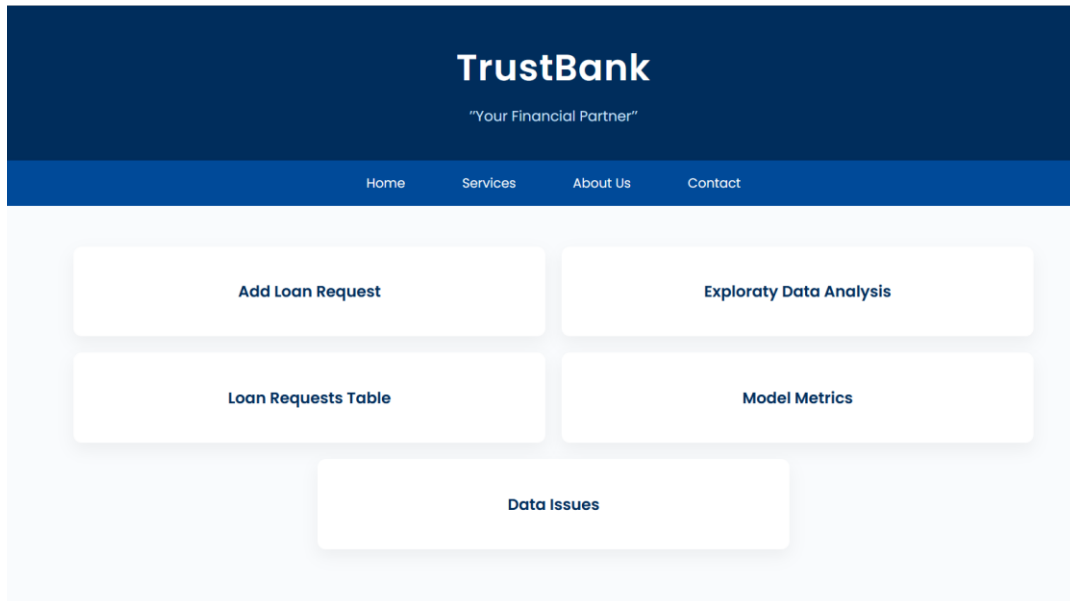 TrustBank
"Your Financial Partner"
Home Services About Us Contact
Add Loan Request
Exploraty Data Analysis
Loan Requests Table
Model Metrics
Data Issues